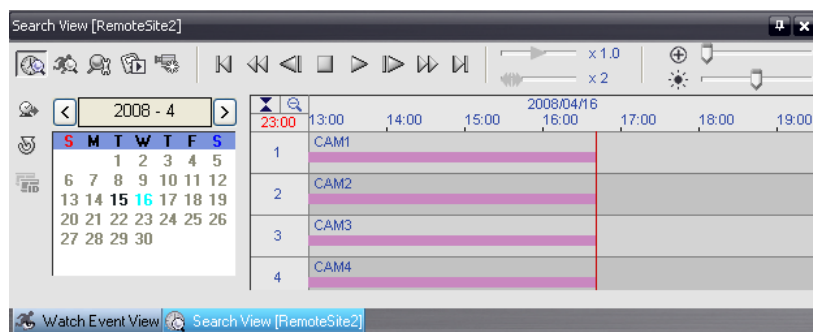 Search View [RemoteSite2]
x 1.0
x 2
2008 - 4
S M T W T F S
1 2 3 4 5
6 7 8 9 10 11 12
13 14 15 16 17 18 19
20 21 22 23 24 25 26
27 28 29 30
2008/04/16
23:00 13:00 14:00 15:00 16:00 17:00 18:00 19:00
1 CAM1
2 CAM2
3 CAM3
4 CAM4
EID
Watch Event View Search View [RemoteSite2]